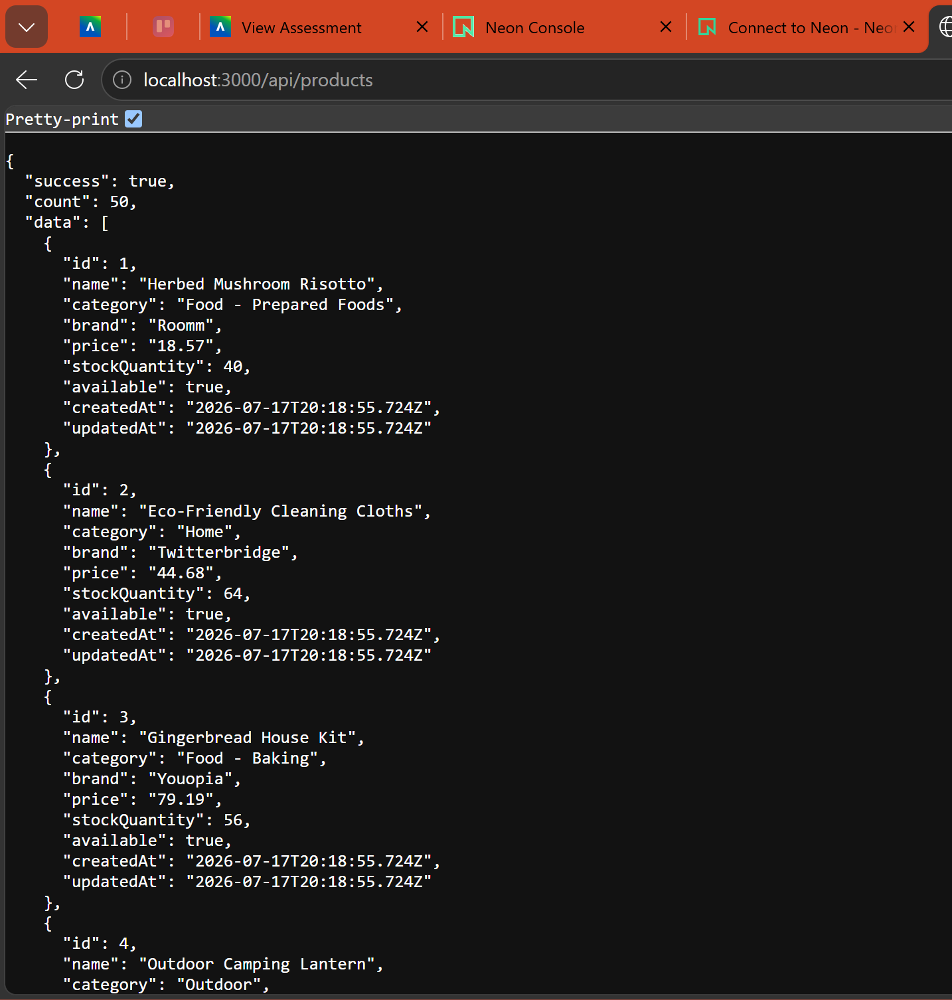 View Assessment
Neon Console
Connect to Neon - Neon
localhost:3000/api/products
Pretty-print
{
"success": true,
"count": 50,
"data": [
{
"id": 1,
"name": "Herbed Mushroom Risotto",
"category": "Food - Prepared Foods",
"brand": "Roomm",
"price": "18.57",
"stockQuantity": 40,
"available": true,
"createdAt": "2026-07-17T20:18:55.724Z",
"updatedAt": "2026-07-17T20:18:55.724Z"
},
{
"id": 2,
"name": "Eco-Friendly Cleaning Cloths",
"category": "Home",
"brand": "Twitterbridge",
"price": "44.68",
"stockQuantity": 64,
"available": true,
"createdAt": "2026-07-17T20:18:55.724Z",
"updatedAt": "2026-07-17T20:18:55.724Z"
},
{
"id": 3,
"name": "Gingerbread House Kit",
"category": "Food - Baking",
"brand": "Youopia",
"price": "79.19",
"stockQuantity": 56,
"available": true,
"createdAt": "2026-07-17T20:18:55.724Z",
"updatedAt": "2026-07-17T20:18:55.724Z"
},
{
"id": 4,
"name": "Outdoor Camping Lantern",
"category": "Outdoor",